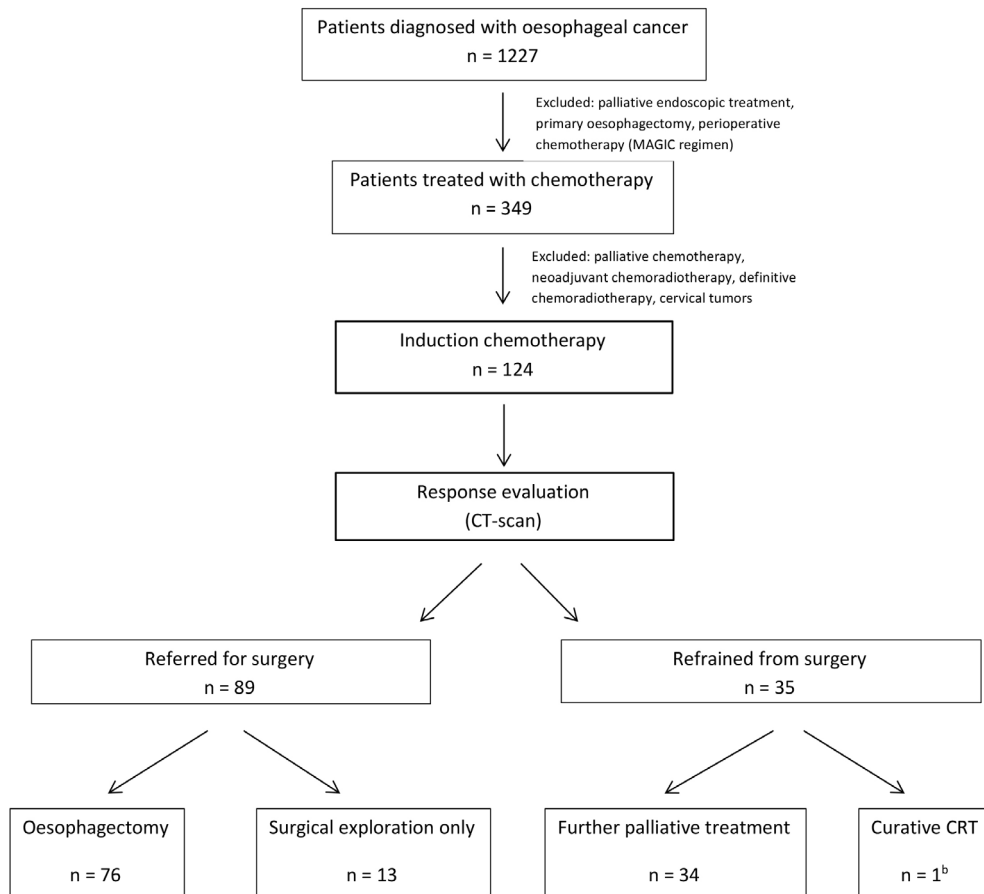 Patients diagnosed with oesophageal cancer
n = 1227
Excluded: palliative endoscopic treatment,
primary oesophagectomy, perioperative
chemotherapy (MAGIC regimen)
Patients treated with chemotherapy
n = 349
Excluded: palliative chemotherapy,
neoadjuvant chemoradiotherapy, definitive
chemoradiotherapy, cervical tumors
Induction chemotherapy
n = 124
Response evaluation
(CT-scan)
Referred for surgery
n = 89
Refrained from surgery
n = 35
Oesophagectomy
n = 76
Surgical exploration only
n = 13
Further palliative treatment
n = 34
Curative CRT
n = 1ᵇ